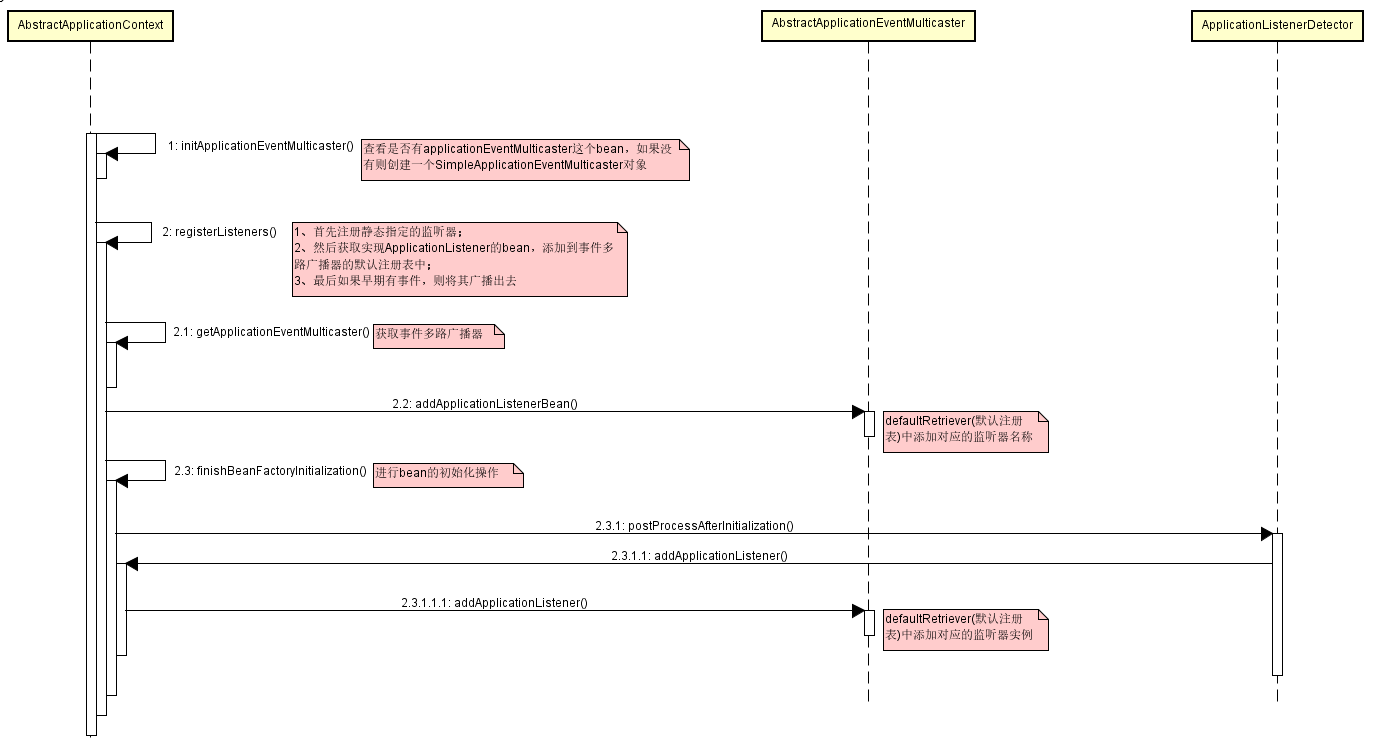 AbstractApplicationContext
AbstractApplicationEventMulticaster
ApplicationListenerDetector
1: initApplicationEventMulticaster()
查看是否有applicationEventMulticaster这个bean，如果没
有则创建一个SimpleApplicationEventMulticaster对象
2: registerListeners()
1、首先注册静态指定的监听器；
2、然后获取实现ApplicationListener的bean，添加到事件多
路广播器的默认注册表中；
3、最后如果早期有事件，则将其广播出去
2.1: getApplicationEventMulticaster()
获取事件多路广播器
2.2: addApplicationListenerBean()
defaultRetriever(默认注册
表)中添加对应的监听器名称
2.3: finishBeanFactoryInitialization()
进行bean的初始化操作
2.3.1: postProcessAfterInitialization()
2.3.1.1: addApplicationListener()
2.3.1.1.1: addApplicationListener()
defaultRetriever(默认注册
表)中添加对应的监听器实例